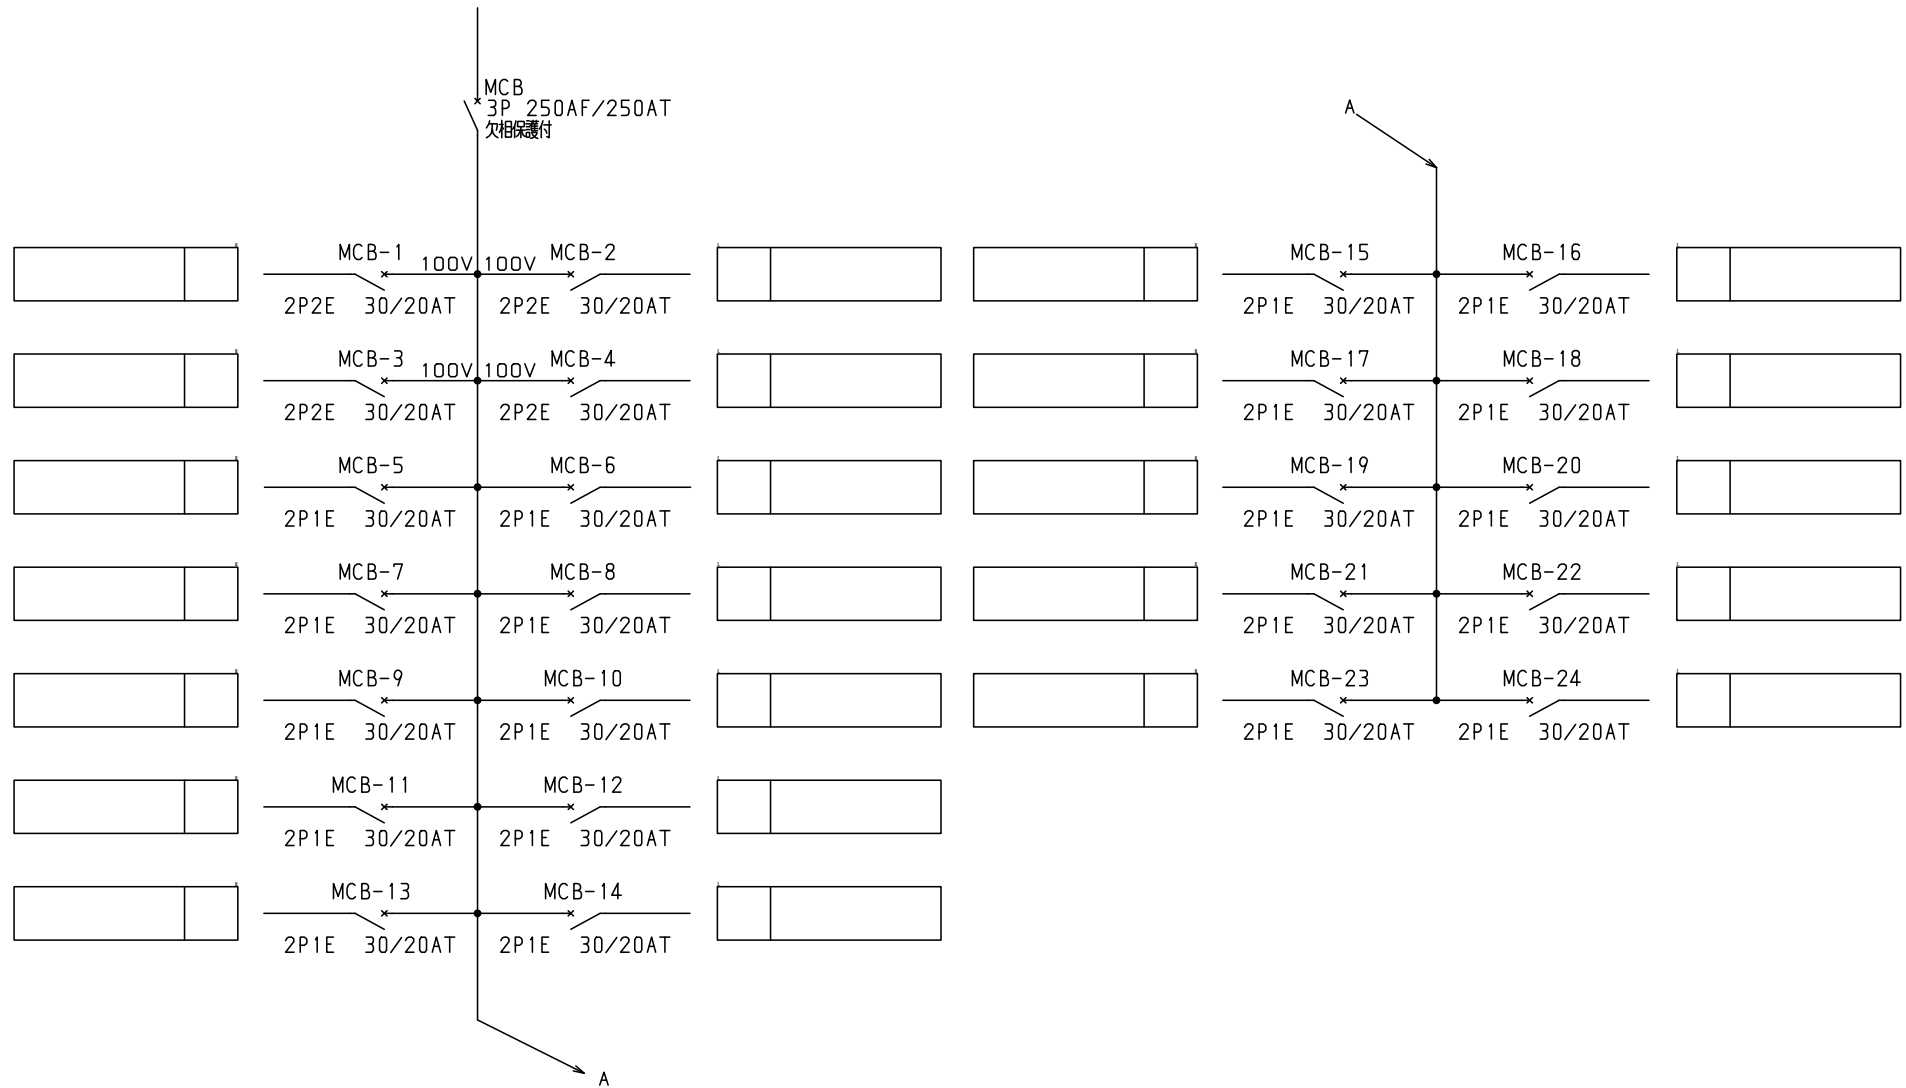 MCB
3P 250AF/250AT
欠相保護付
MCB-1 100V 100V MCB-2
2P2E 30/20AT 2P2E 30/20AT
MCB-3 100V 100V MCB-4
2P2E 30/20AT 2P2E 30/20AT
MCB-5 MCB-6
2P1E 30/20AT 2P1E 30/20AT
MCB-7 MCB-8
2P1E 30/20AT 2P1E 30/20AT
MCB-9 MCB-10
2P1E 30/20AT 2P1E 30/20AT
MCB-11 MCB-12
2P1E 30/20AT 2P1E 30/20AT
MCB-13 MCB-14
2P1E 30/20AT 2P1E 30/20AT
A
A
MCB-15 MCB-16
2P1E 30/20AT 2P1E 30/20AT
MCB-17 MCB-18
2P1E 30/20AT 2P1E 30/20AT
MCB-19 MCB-20
2P1E 30/20AT 2P1E 30/20AT
MCB-21 MCB-22
2P1E 30/20AT 2P1E 30/20AT
MCB-23 MCB-24
2P1E 30/20AT 2P1E 30/20AT